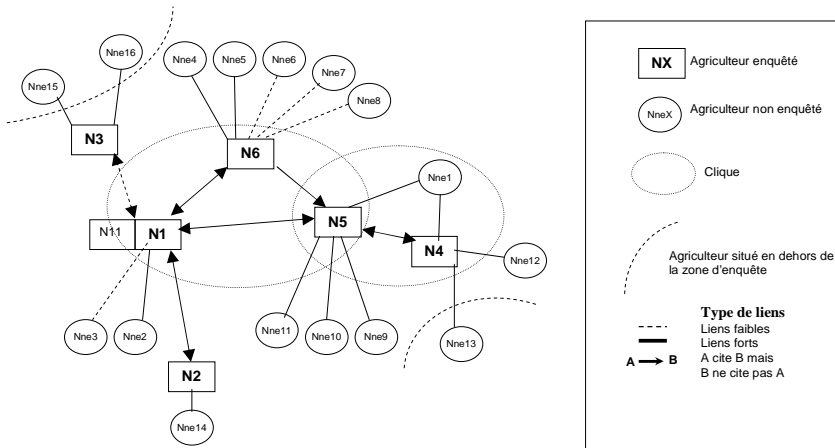 Nne16
Nne4
Nne5
Nne6
Nne7
Nne8
Nne15
N3
N6
Nne1
N11
N1
N5
N4
Nne12
Nne3
Nne2
Nne11
Nne10
Nne9
Nne13
N2
Nne14
NX
Agriculteur enquêté
NneX
Agriculteur non enquêté
Clique
Agriculteur situé en dehors de
la zone d'enquête
Type de liens
Liens faibles
Liens forts
A B A cite B mais
B ne cite pas A